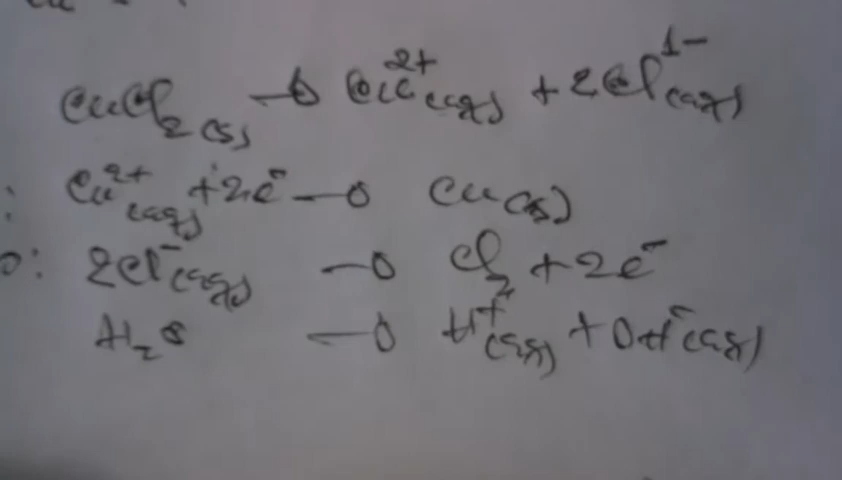 CuCl₂(s) → Cu²⁺(aq) + 2Cl¹⁻(aq)
: Cu²⁺(aq) + 2e⁻ → Cu(s)
o: 2Cl⁻(aq) → Cl₂ + 2e⁻
H₂O → H⁺(aq) + OH⁻(aq)